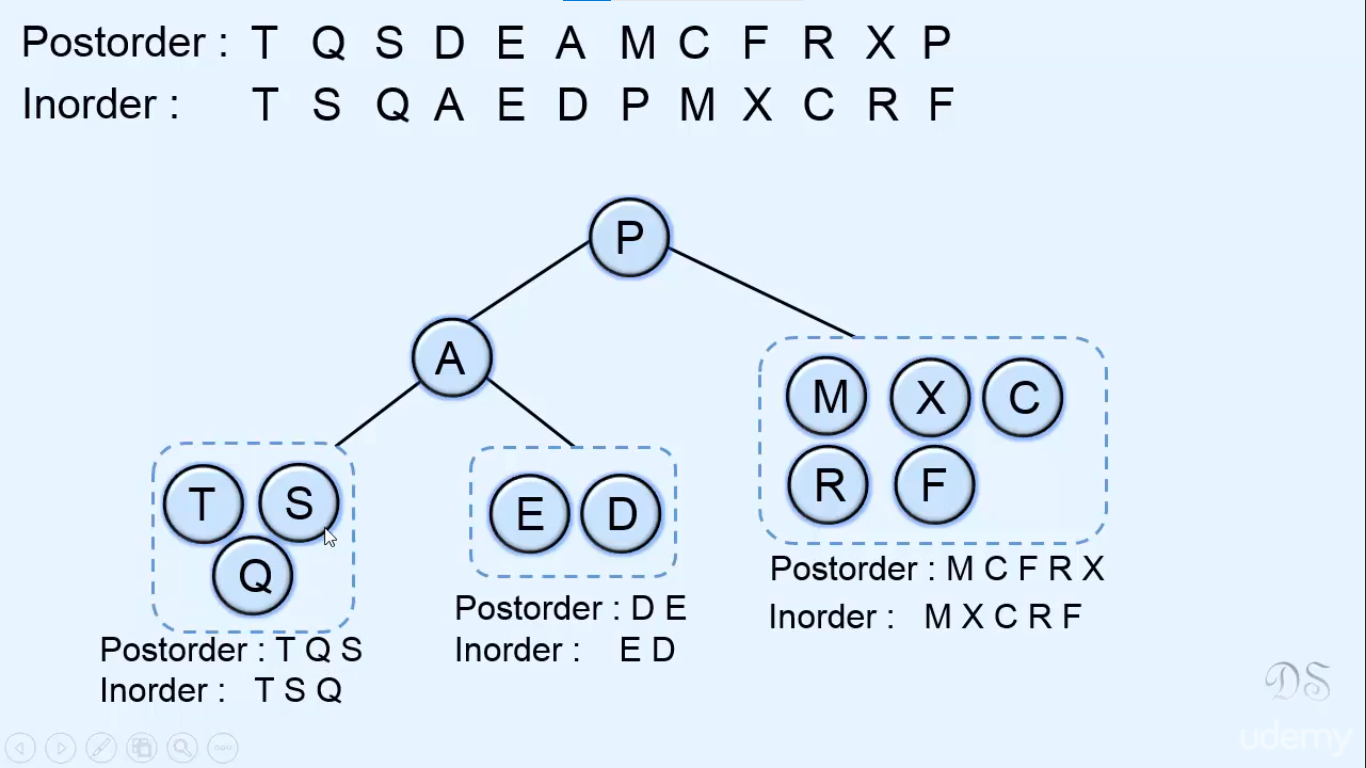 Postorder : T Q S D E A M C F R X P
Inorder : T S Q A E D P M X C R F
P
A
M X C
R F
T S
Q
E D
Postorder : M C F R X
Inorder : M X C R F
Postorder : D E
Inorder : E D
Postorder : T Q S
Inorder : T S Q
DS
udemy